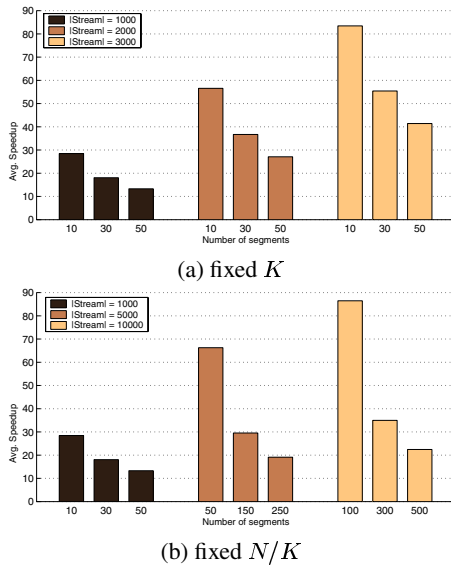 90
80
70
60
50
40
30
20
10
0
Avg. Speedup
|Stream| = 1000
|Stream| = 2000
|Stream| = 3000
10 30 50 10 30 50 10 30 50
Number of segments
(a) fixed K
90
80
70
60
50
40
30
20
10
0
Avg. Speedup
|Stream| = 1000
|Stream| = 5000
|Stream| = 10000
10 30 50 50 150 250 100 300 500
Number of segments
(b) fixed N/K